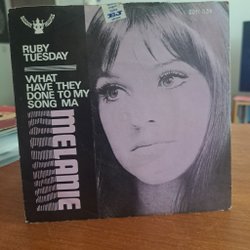 RUBY
TUESDAY
WHAT
HAVE THEY
DONE TO MY
SONG MA
MELANIE